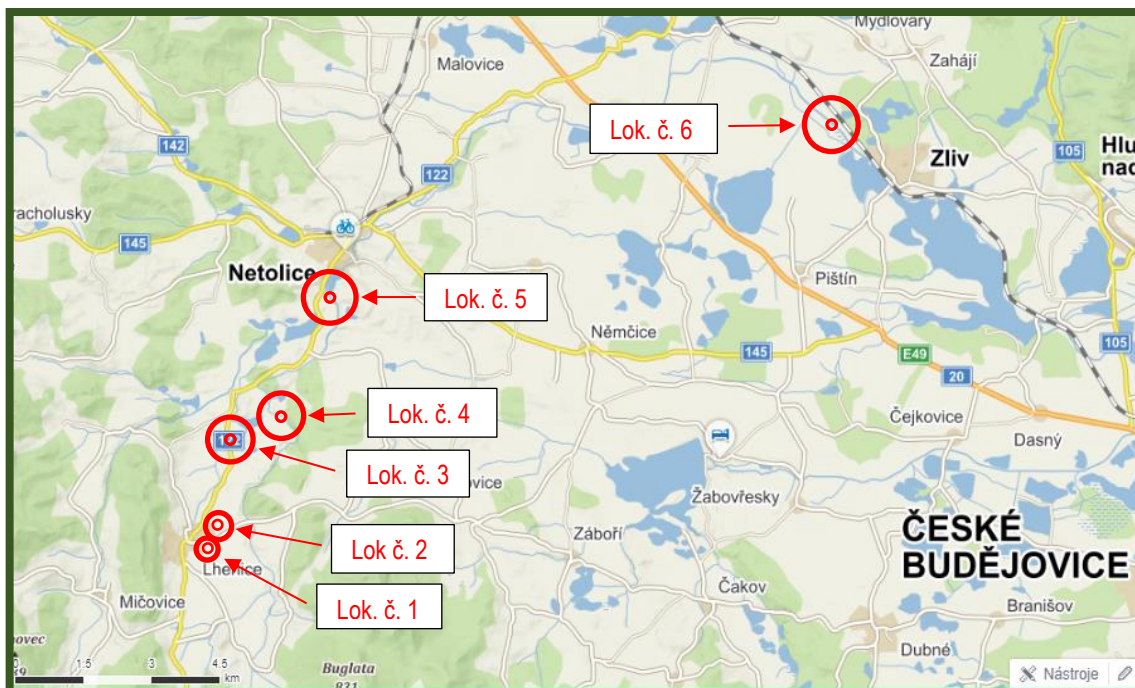 Mydlovary
Malovice
Zahájí
142
Lok. č. 6
105
Hlu
nad
Zliv
122
racholusky
145
Netolice
Pištín
Lok. č. 5
Němčice
145
105
E49
20
Lok. č. 4
Čejkovice
Dasný
Lok. č. 3
ovice
Žabovřesky
Lok č. 2
Záboří
ČESKÉ
BUDĚJOVICE
Lhenice
Čakov
Mičovice
Lok. č. 1
Branišov
Dubné
ovec
1.5
3
4.5
km
Buglata
Nástroje